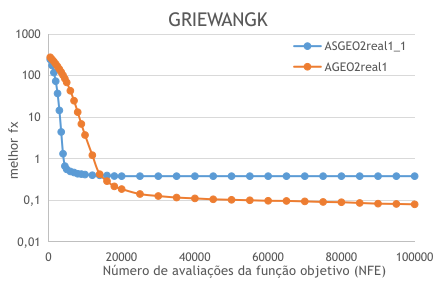 GRIEWANGK
1000
100
10
1
0,1
0,01
melhor fx
ASGEO2real1_1
AGEO2real1
0
20000
40000
60000
80000
100000
Número de avaliações da função objetivo (NFE)